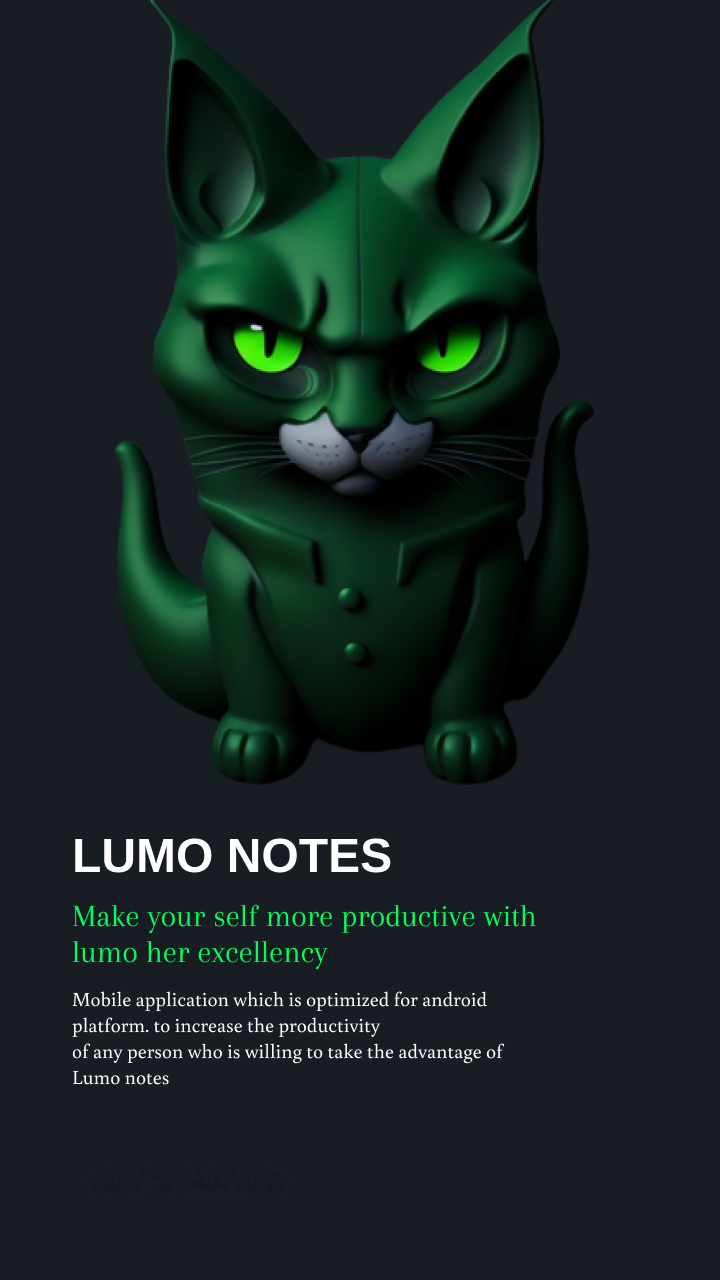 LUMO NOTES
Make your self more productive with
lumo her excellency
Mobile application which is optimized for android
platform. to increase the productivity
of any person who is willing to take the advantage of
Lumo notes
GET STARTED